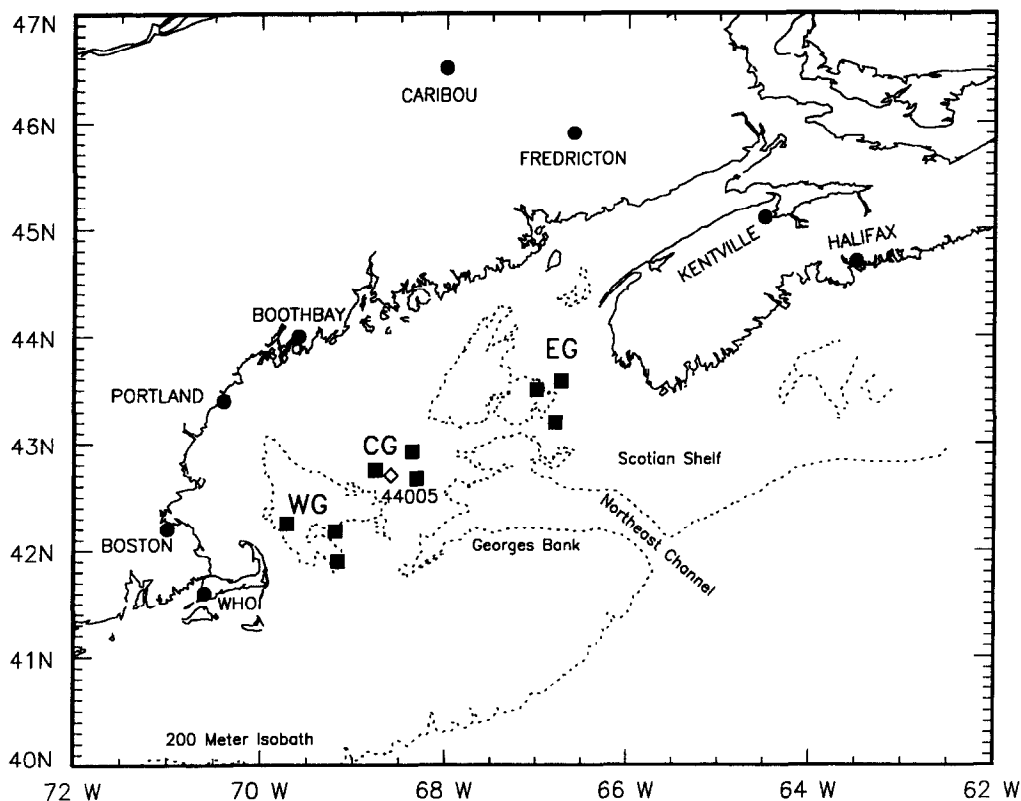 47N
46N
45N
44N
43N
42N
41N
40N
CARIBOU
FREDRICTON
KENTVILLE
HALIFAX
BOOTHBAY
EG
PORTLAND
CG
Scotian Shelf
44005
WG
Northeast Channel
BOSTON
Georges Bank
WHOI
200 Meter Isobath
72 W
70 W
68 W
66 W
64 W
62 W